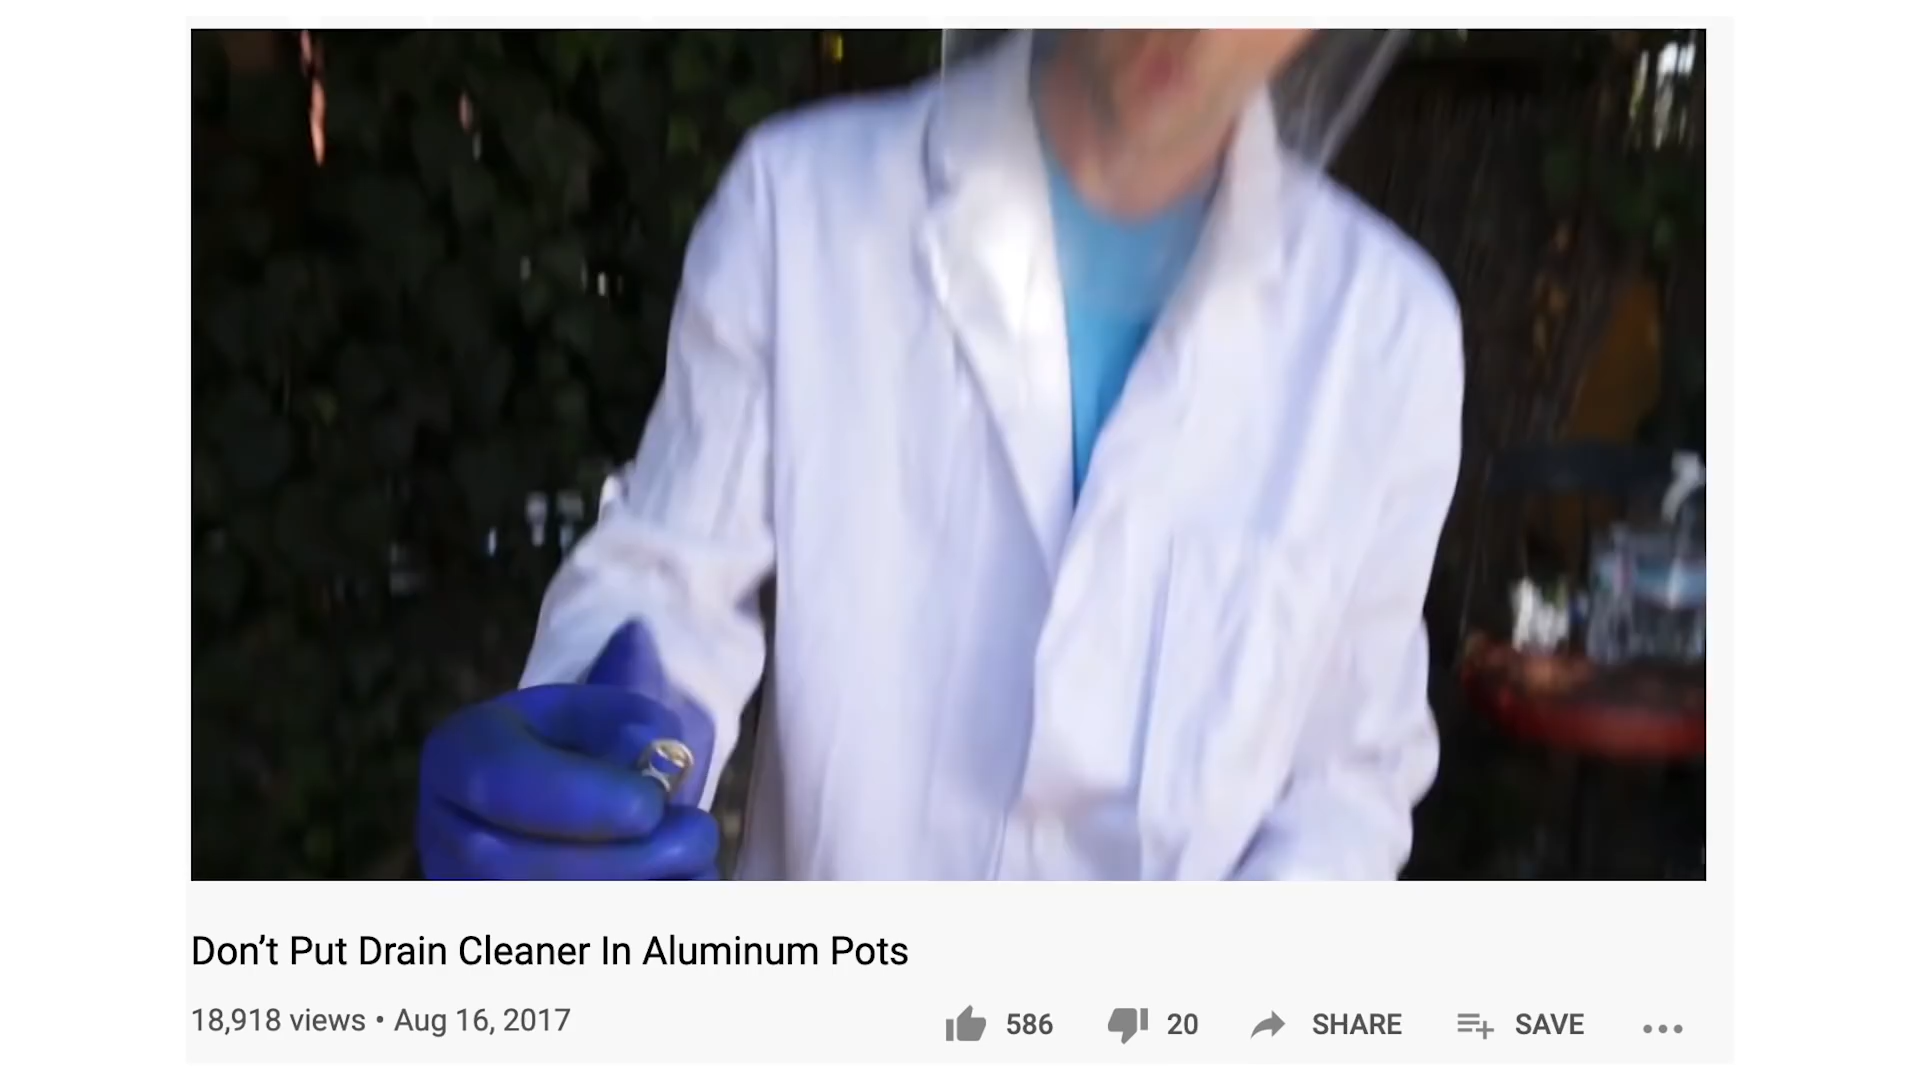 Don’t Put Drain Cleaner In Aluminum Pots
18,918 views • Aug 16, 2017
586 20 SHARE SAVE